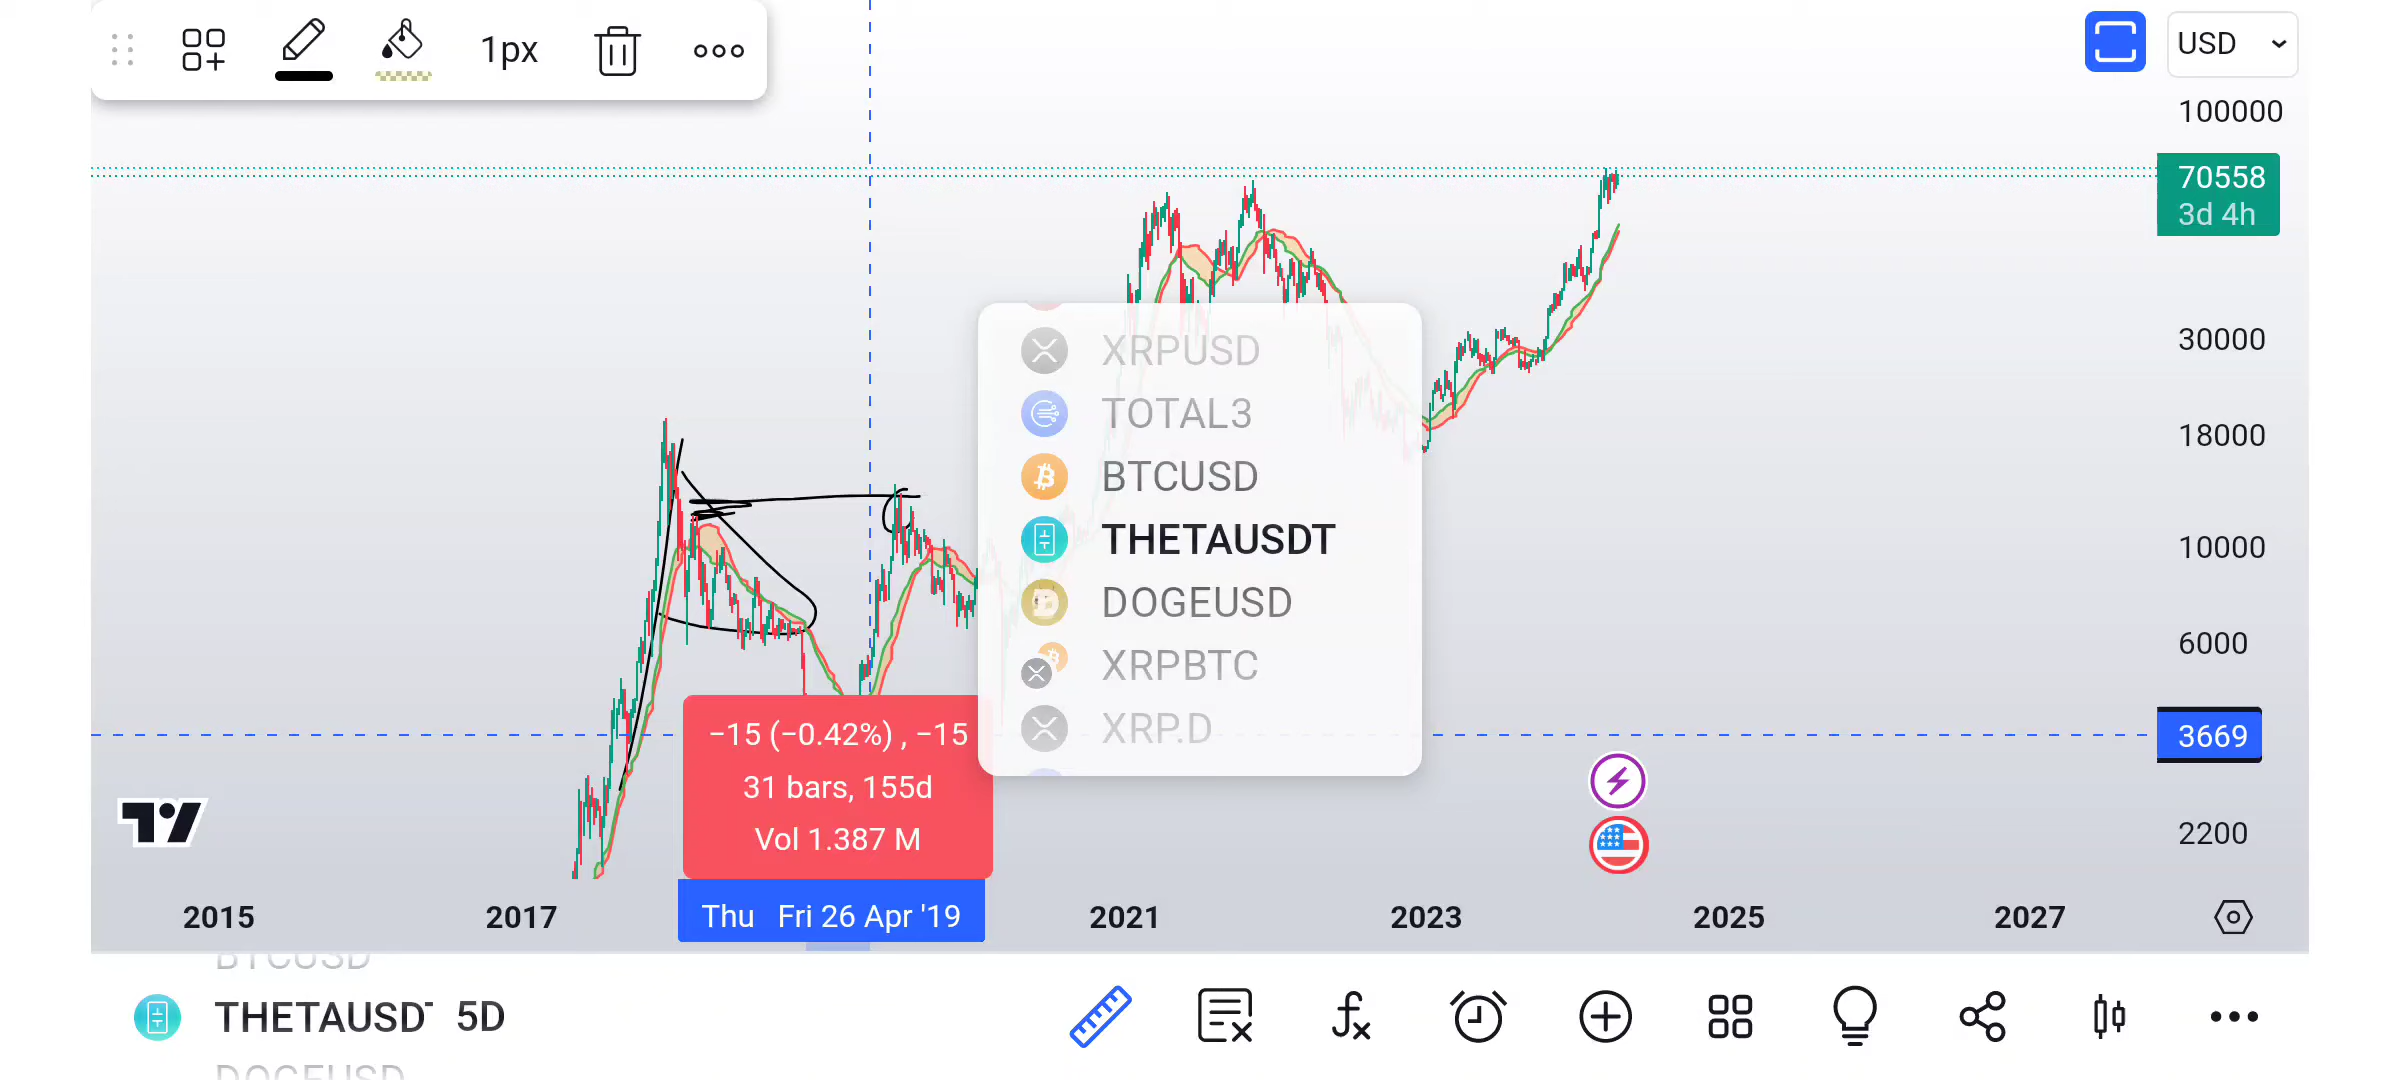 1px
USD
100000
70558
3d 4h
30000
18000
10000
6000
3669
2200
XRPUSD
TOTAL3
BTCUSD
THETAUSDT
DOGEUSD
XRPBTC
XRP.D
−15 (−0.42%) , −15
31 bars, 155d
Vol 1.387 M
2015
2017
Thu Fri 26 Apr '19
2021
2023
2025
2027
BTCUSD
THETAUSDT 5D
DOGEUSD